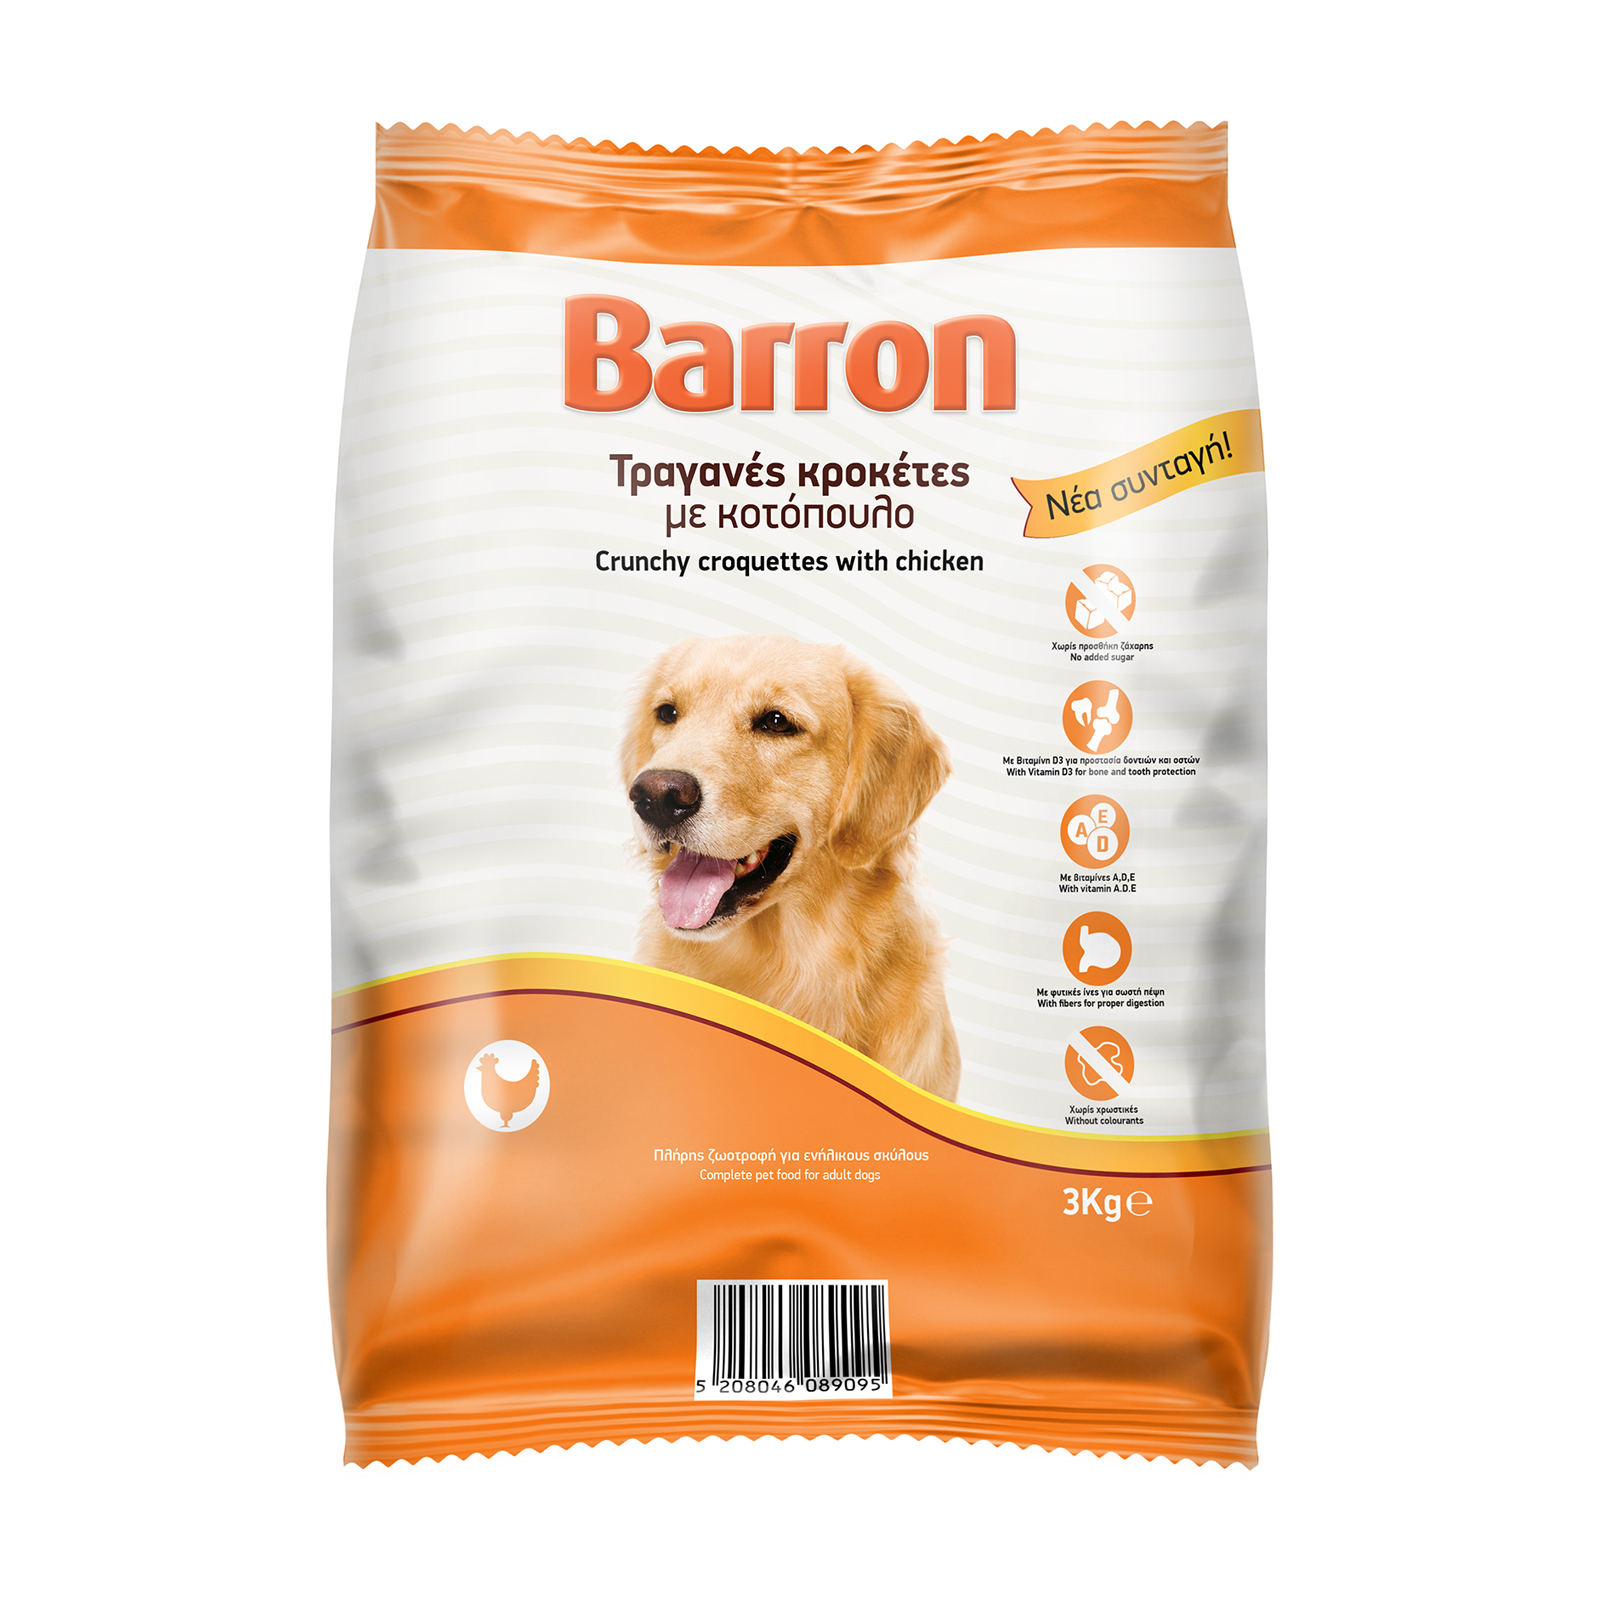 Barron
Τραγανές κροκέτες
με κοτόπουλο
Crunchy croquettes with chicken
Νέα συνταγή!
Χωρίς προσθήκη ζάχαρης
No added sugar
Με Βιταμίνη D3 για προστασία δοντιών και οστών
With Vitamin D3 for bone and tooth protection
A E D
Με βιταμίνες A,D,E
With vitamin A.D.E
Με φυτικές ίνες για σωστή πέψη
With fibers for proper digestion
Χωρίς χρωστικές
Without colourants
Πλήρης ζωοτροφή για ενήλικους σκύλους
Complete pet food for adult dogs
3Kg℮
5 208046 089095